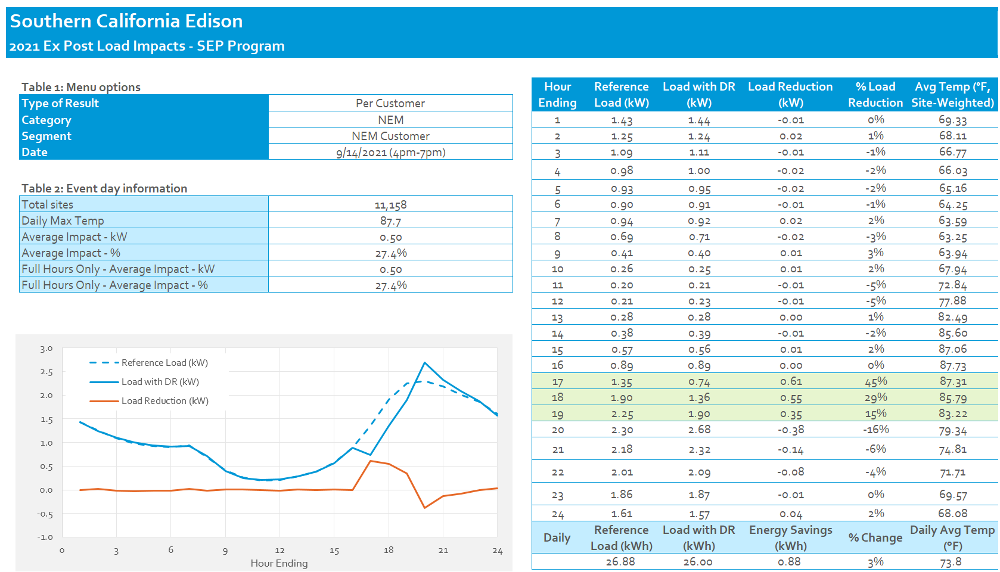 Southern California Edison
2021 Ex Post Load Impacts - SEP Program
Table 1: Menu options
Type of Result Per Customer
Category NEM
Segment NEM Customer
Date 9/14/2021 (4pm-7pm)
Table 2: Event day information
Total sites 11,158
Daily Max Temp 87.7
Average Impact - kW 0.50
Average Impact - % 27.4%
Full Hours Only - Average Impact - kW 0.50
Full Hours Only - Average Impact - % 27.4%
3.0
2.5
2.0
1.5
1.0
0.5
0.0
-0.5
-1.0
Reference Load (kW)
Load with DR (kW)
Load Reduction (kW)
0 3 6 9 12 15 18 21 24
Hour Ending
Hour Reference Load with DR Load Reduction % Load Avg Temp (°F,
Ending Load (kW) (kW) (kW) Reduction Site-Weighted)
1 1.43 1.44 -0.01 0% 69.33
2 1.25 1.24 0.02 1% 68.11
3 1.09 1.11 -0.01 -1% 66.77
4 0.98 1.00 -0.02 -2% 66.03
5 0.93 0.95 -0.02 -2% 65.16
6 0.90 0.91 -0.01 -1% 64.25
7 0.94 0.92 0.02 2% 63.59
8 0.69 0.71 -0.02 -3% 63.25
9 0.41 0.40 0.01 3% 63.94
10 0.26 0.25 0.01 2% 67.94
11 0.20 0.21 -0.01 -5% 72.84
12 0.21 0.23 -0.01 -5% 77.88
13 0.28 0.28 0.00 1% 82.49
14 0.38 0.39 -0.01 -2% 85.60
15 0.57 0.56 0.01 2% 87.06
16 0.89 0.89 0.00 0% 87.73
17 1.35 0.74 0.61 45% 87.31
18 1.90 1.36 0.55 29% 85.79
19 2.25 1.90 0.35 15% 83.22
20 2.30 2.68 -0.38 -16% 79.34
21 2.18 2.32 -0.14 -6% 74.81
22 2.01 2.09 -0.08 -4% 71.71
23 1.86 1.87 -0.01 0% 69.57
24 1.61 1.57 0.04 2% 68.08
Daily Reference Load with DR Energy Savings % Change Daily Avg Temp
Load (kWh) (kWh) (kWh) (°F)
26.88 26.00 0.88 3% 73.8